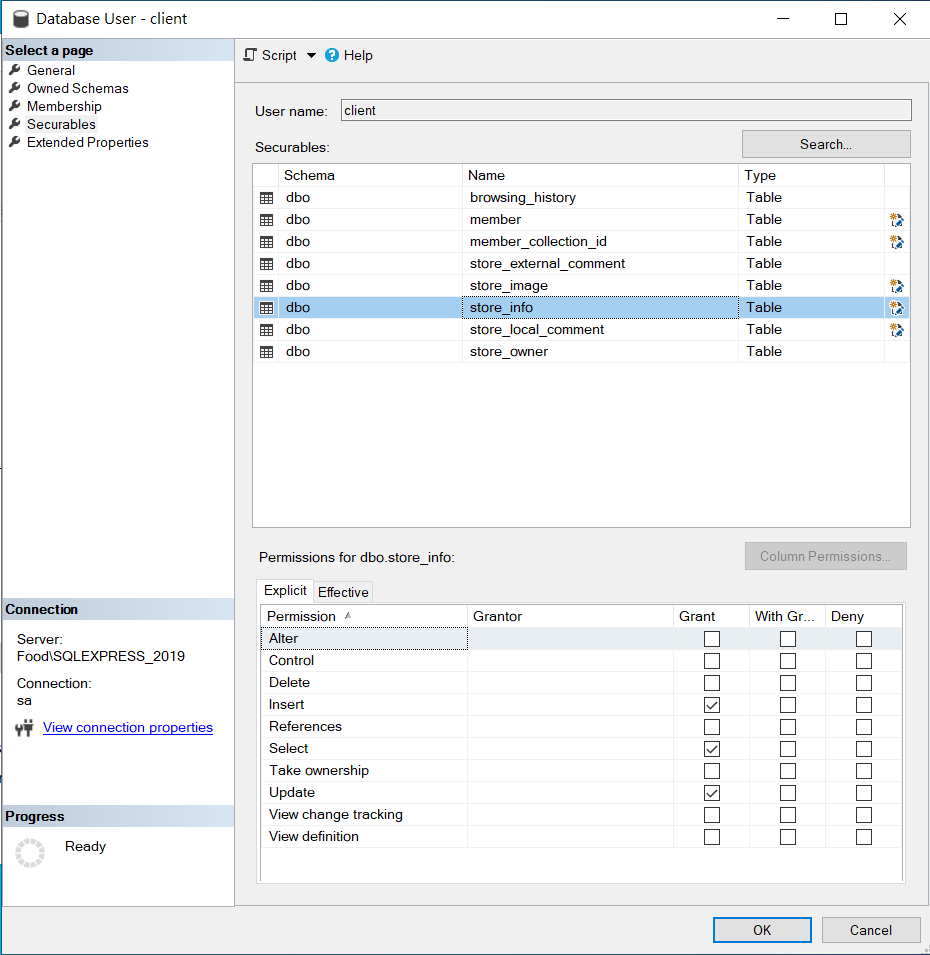 Database User - client
Select a page
General
Owned Schemas
Membership
Securables
Extended Properties
Script Help
User name: client
Securables: Search...
Schema Name Type
dbo browsing_history Table
dbo member Table
dbo member_collection_id Table
dbo store_external_comment Table
dbo store_image Table
dbo store_info Table
dbo store_local_comment Table
dbo store_owner Table
Permissions for dbo.store_info: Column Permissions...
Explicit Effective
Permission Grantor Grant With Gr... Deny
Alter
Control
Delete
Insert
References
Select
Take ownership
Update
View change tracking
View definition
Connection
Server:
Food\SQLEXPRESS_2019
Connection:
sa
View connection properties
Progress
Ready
OK Cancel